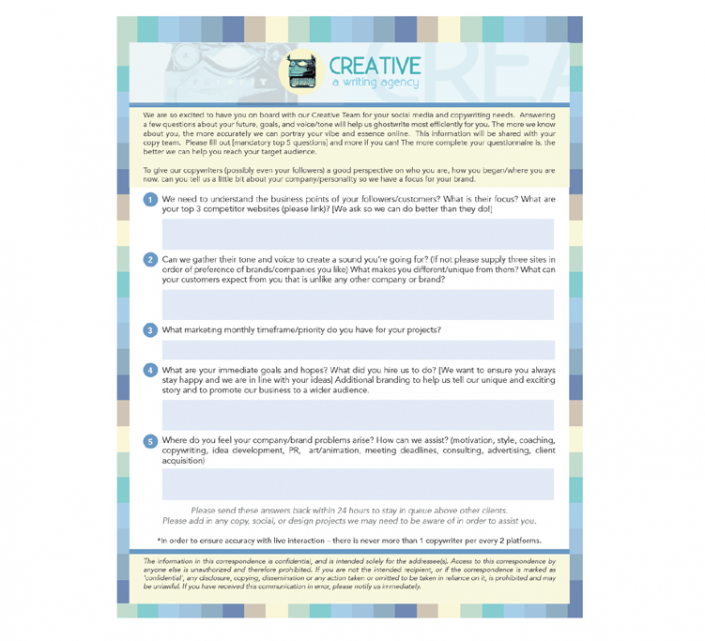 CREATIVE
a writing agency
We are so excited to have you on board with our Creative Team for your social media and copywriting needs. Answering
a few questions about your future, goals, and voice/tone will help us ghostwrite most efficiently for you. The more we know
about you, the more accurately we can portray your vibe and essence online. This information will be shared with your
copy team. Please fill out [mandatory top 5 questions] and more if you can! The more complete your questionnaire is, the
better we can help you reach your target audience.
To give our copywriters (possibly even your followers) a good perspective on who you are, how you began/where you are
now, can you tell us a little bit about your company/personality so we have a focus for your brand.
1 We need to understand the business points of your followers/customers? What is their focus? What are
your top 3 competitor websites (please link)? [We ask so we can do better than they do!]
2 Can we gather their tone and voice to create a sound you're going for? (If not please supply three sites in
order of preference of brands/companies you like) What makes you different/unique from them? What can
your customers expect from you that is unlike any other company or brand?
3 What marketing monthly timeframe/priority do you have for your projects?
4 What are your immediate goals and hopes? What did you hire us to do? [We want to ensure you always
stay happy and we are in line with your ideas] Additional branding to help us tell our unique and exciting
story and to promote our business to a wider audience.
5 Where do you feel your company/brand problems arise? How can we assist? (motivation, style, coaching,
copywriting, idea development, PR, art/animation, meeting deadlines, consulting, advertising, client
acquisition)
Please send these answers back within 24 hours to stay in queue above other clients.
Please add in any copy, social, or design projects we may need to be aware of in order to assist you.
*In order to ensure accuracy with live interaction – there is never more than 1 copywriter per every 2 platforms.
The information in this correspondence is confidential, and is intended solely for the addressee(s). Access to this correspondence by
anyone else is unauthorized and therefore prohibited. If you are not the intended recipient, or if the correspondence is marked as
'confidential', any disclosure, copying, dissemination or any action taken or omitted to be taken in reliance on it, is prohibited and may
be unlawful. If you have received this communication in error, please notify us immediately.